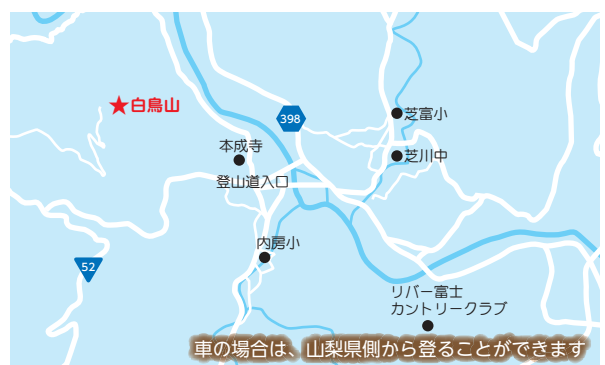 ★白鳥山
398
芝富小
本成寺
芝川中
登山道入口
内房小
52
リバー富士
カントリークラブ
車の場合は、山梨県側から登ることができます